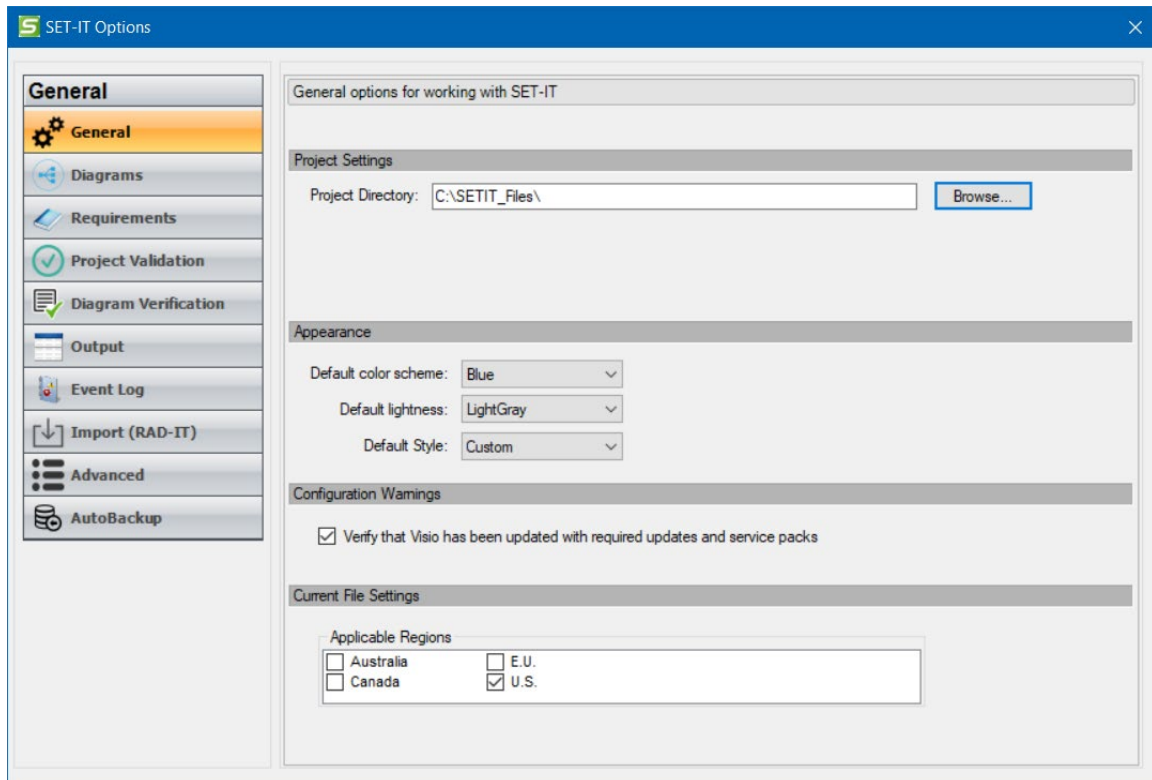 SET-IT Options
General
General
Diagrams
Requirements
Project Validation
Diagram Verification
Output
Event Log
Import (RAD-IT)
Advanced
AutoBackup
General options for working with SET-IT
Project Settings
Project Directory: C:\SETIT_Files\ Browse...
Appearance
Default color scheme: Blue
Default lightness: LightGray
Default Style: Custom
Configuration Warnings
Verify that Visio has been updated with required updates and service packs
Current File Settings
Applicable Regions
Australia E.U.
Canada U.S.